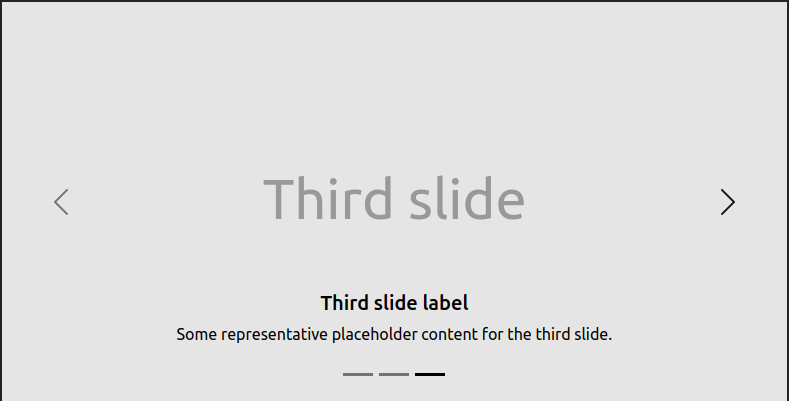 Third slide
Third slide label
Some representative placeholder content for the third slide.